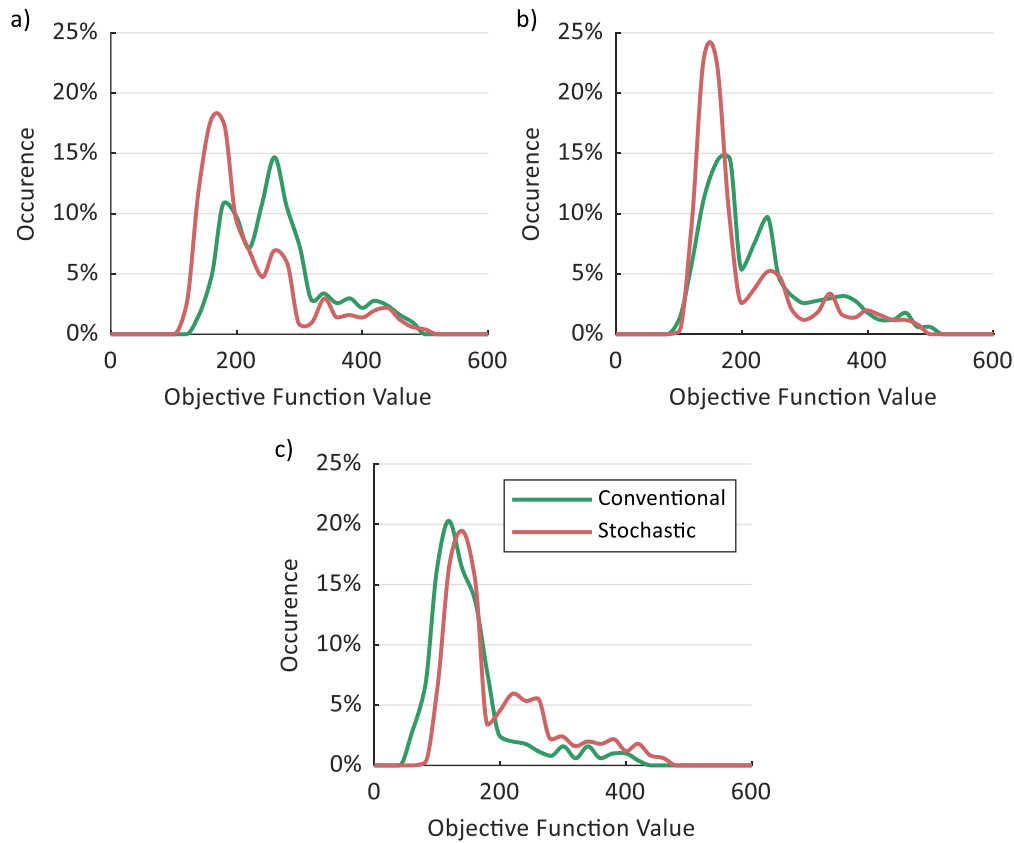 a)
25%
20%
15%
10%
5%
0%
0 200 400 600
Occurence
Objective Function Value
b)
25%
20%
15%
10%
5%
0%
0 200 400 600
Occurence
Objective Function Value
c)
25%
20%
15%
10%
5%
0%
0 200 400 600
Occurence
Objective Function Value
Conventional
Stochastic